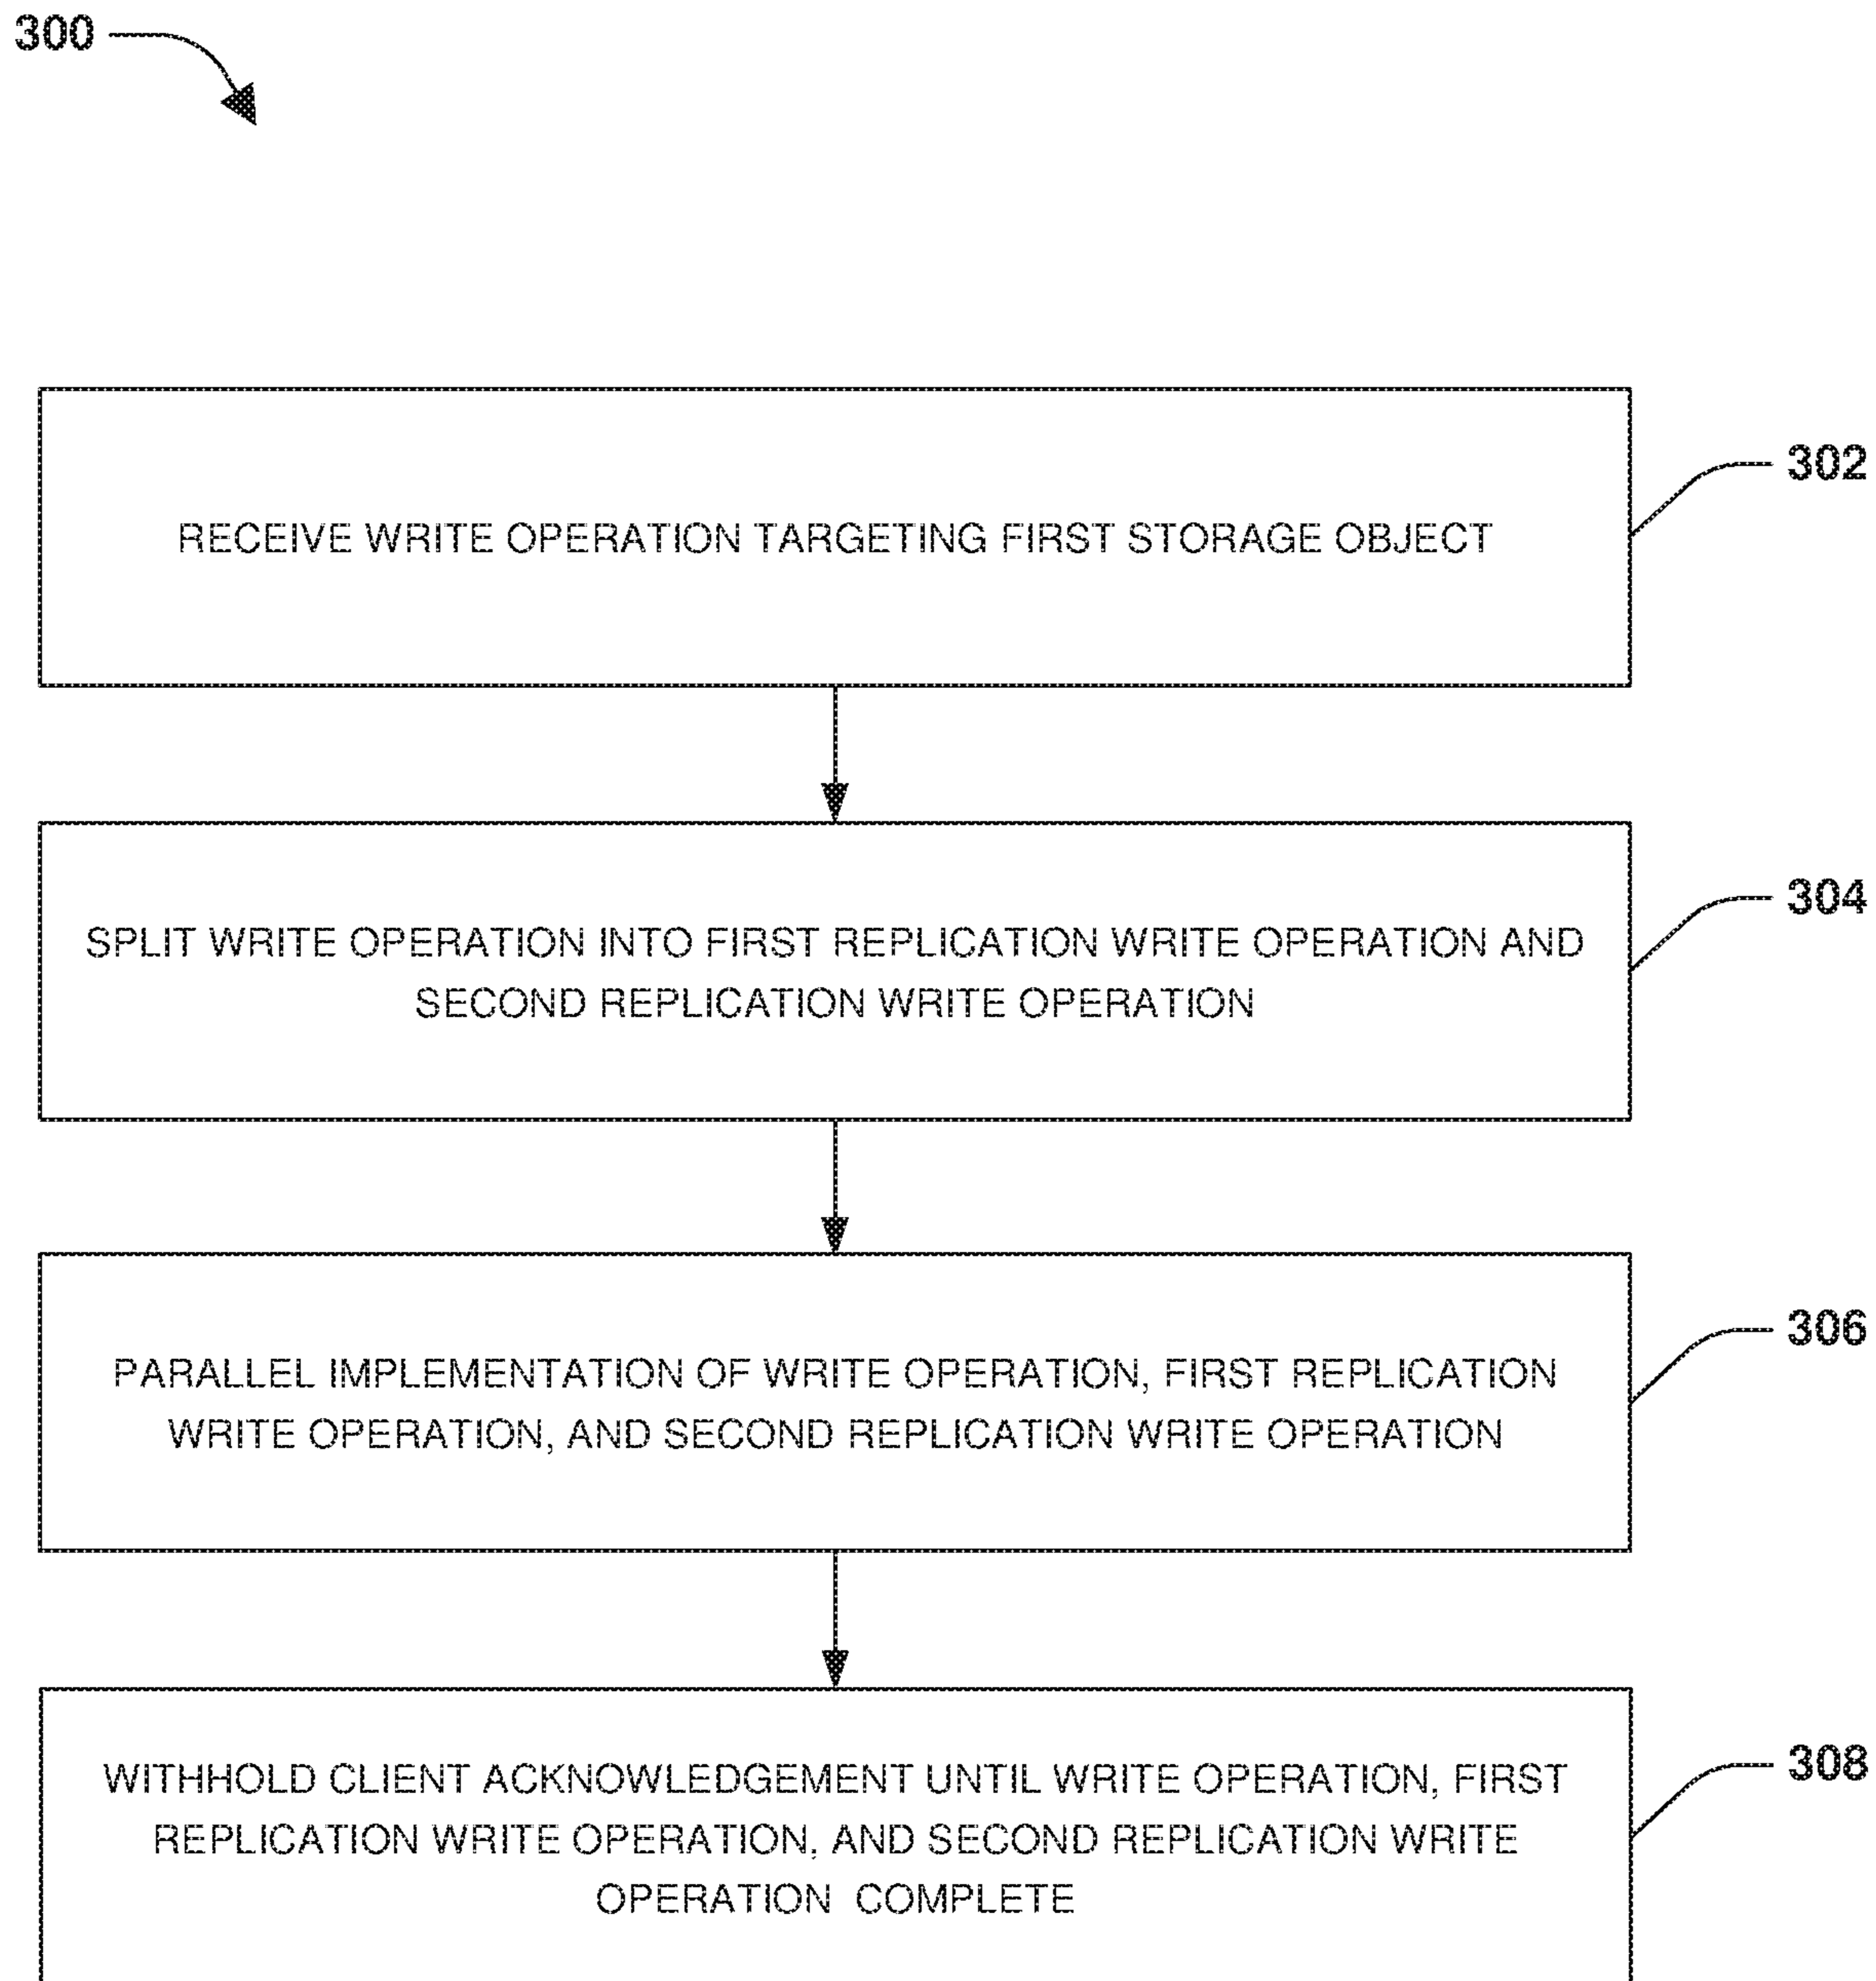 300
RECEIVE WRITE OPERATION TARGETING FIRST STORAGE OBJECT
302
SPLIT WRITE OPERATION INTO FIRST REPLICATION WRITE OPERATION AND
SECOND REPLICATION WRITE OPERATION
304
PARALLEL IMPLEMENTATION OF WRITE OPERATION, FIRST REPLICATION
WRITE OPERATION, AND SECOND REPLICATION WRITE OPERATION
306
WITHHOLD CLIENT ACKNOWLEDGEMENT UNTIL WRITE OPERATION, FIRST
REPLICATION WRITE OPERATION, AND SECOND REPLICATION WRITE
OPERATION COMPLETE
308